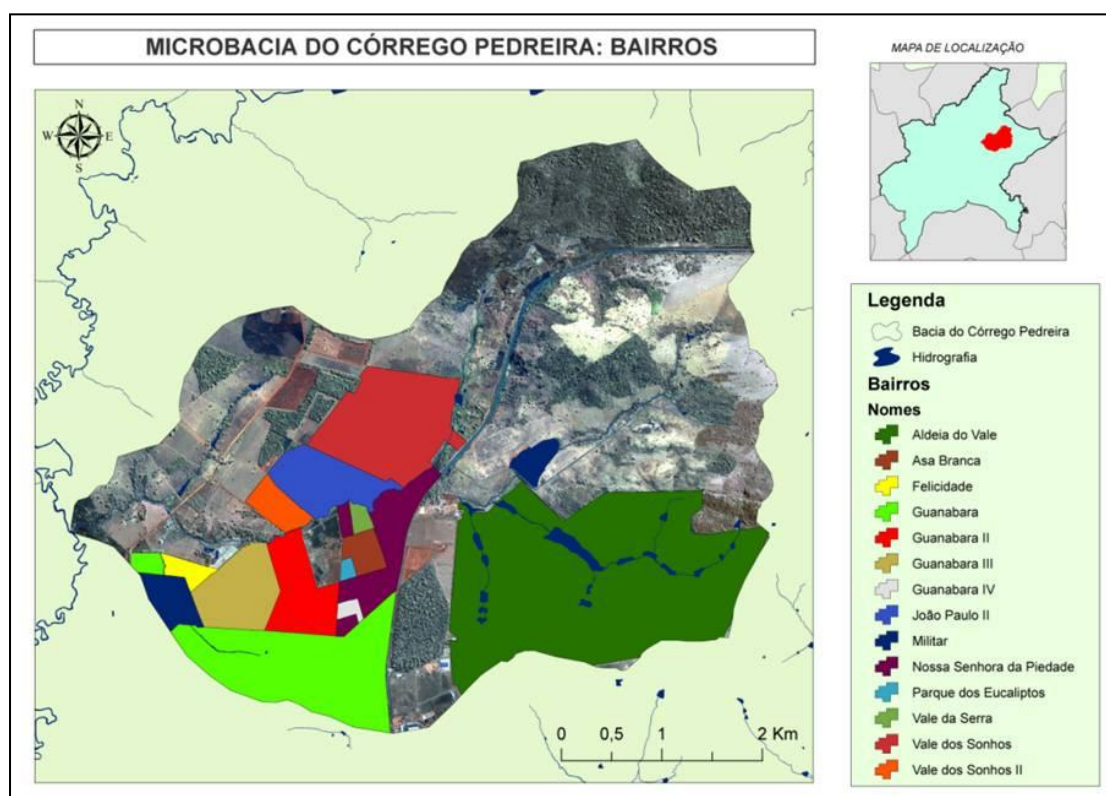 MICROBACIA DO CÓRREGO PEDREIRA: BAIRROS
MAPA DE LOCALIZAÇÃO
N
W
E
S
Legenda
Bacia do Córrego Pedreira
Hidrografia
Bairros
Nomes
Aldeia do Vale
Asa Branca
Felicidade
Guanabara
Guanabara II
Guanabara III
Guanabara IV
João Paulo II
Militar
Nossa Senhora da Piedade
Parque dos Eucaliptos
Vale da Serra
Vale dos Sonhos
Vale dos Sonhos II
0 0,5 1 2 Km